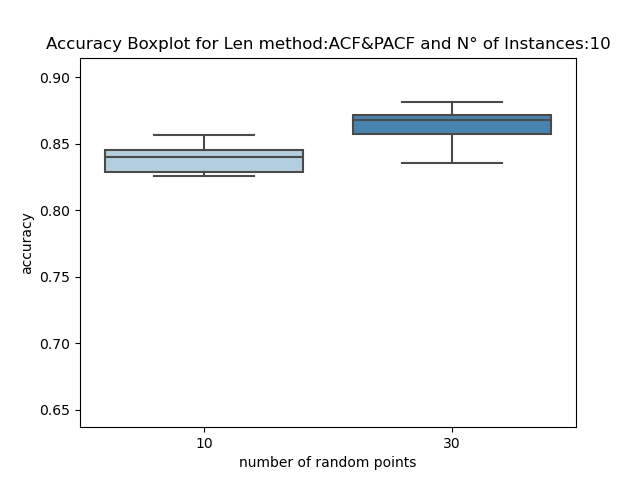 Accuracy Boxplot for Len method:ACF&PACF and N° of Instances:10
0.90
0.85
0.80
0.75
0.70
0.65
accuracy
10 30
number of random points